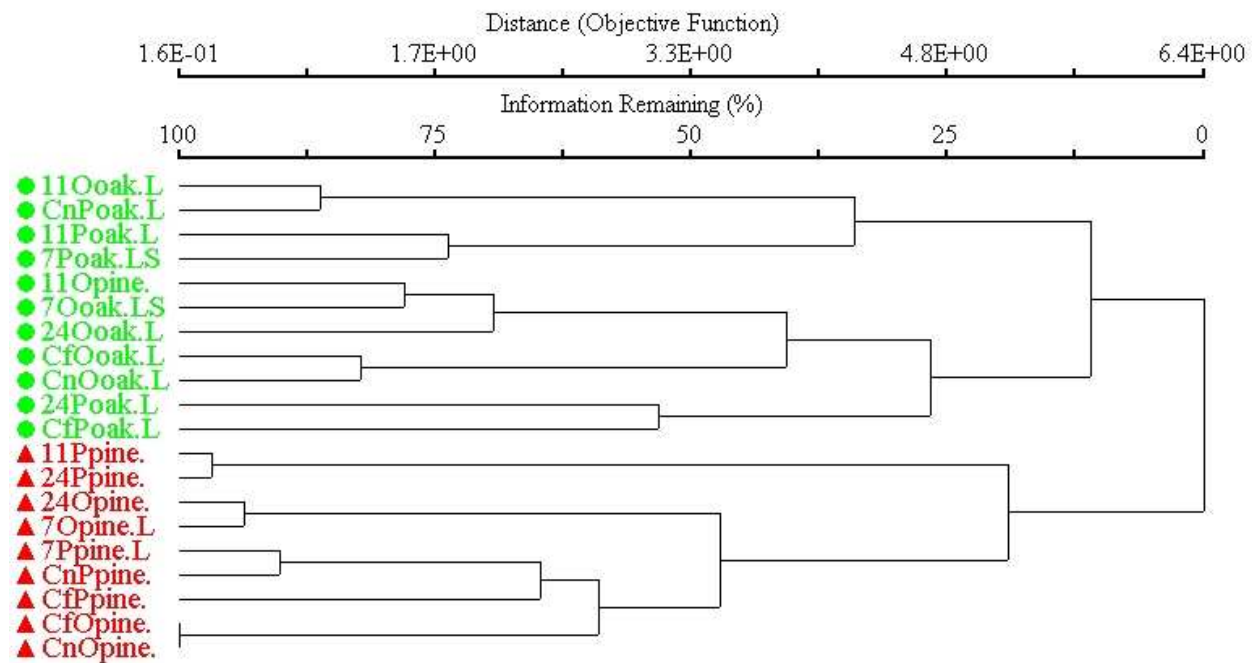 Distance (Objective Function)
1.6E-01 1.7E+00 3.3E+00 4.8E+00 6.4E+00
Information Remaining (%)
100 75 50 25 0
11Ooak.L
CnPoak.L
11Poak.L
7Poak.LS
11Opine.
7Ooak.LS
24Ooak.L
CfOoak.L
CnOoak.L
24Poak.L
CfPoak.L
11Ppine.
24Ppine.
24Opine.
7Opine.L
7Ppine.L
CnPpine.
CfPpine.
CfOpine.
CnOpine.